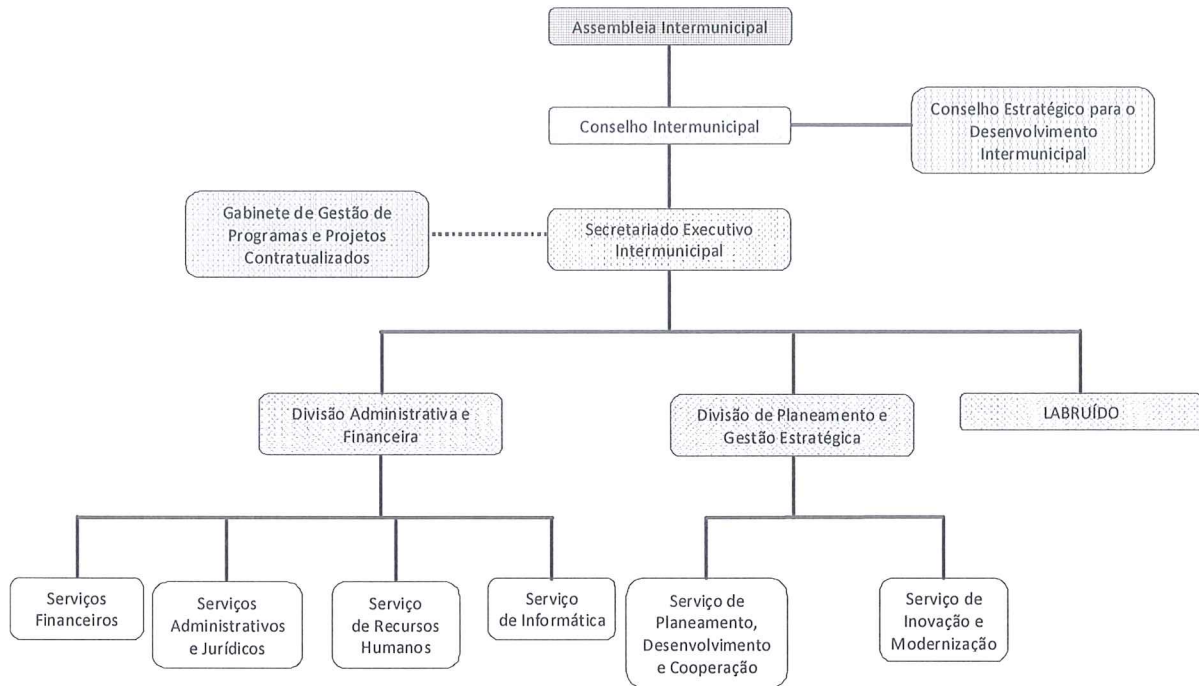 Assembleia Intermunicipal
Conselho Intermunicipal
Conselho Estratégico para o
Desenvolvimento
Intermunicipal
Gabinete de Gestão de
Programas e Projetos
Contratualizados
Secretariado Executivo
Intermunicipal
Divisão Administrativa e
Financeira
Divisão de Planeamento e
Gestão Estratégica
LABRUÍDO
Serviços
Financeiros
Serviços
Administrativos
e Jurídicos
Serviço
de Recursos
Humanos
Serviço
de Informática
Serviço de
Planeamento,
Desenvolvimento
e Cooperação
Serviço de
Inovação e
Modernização